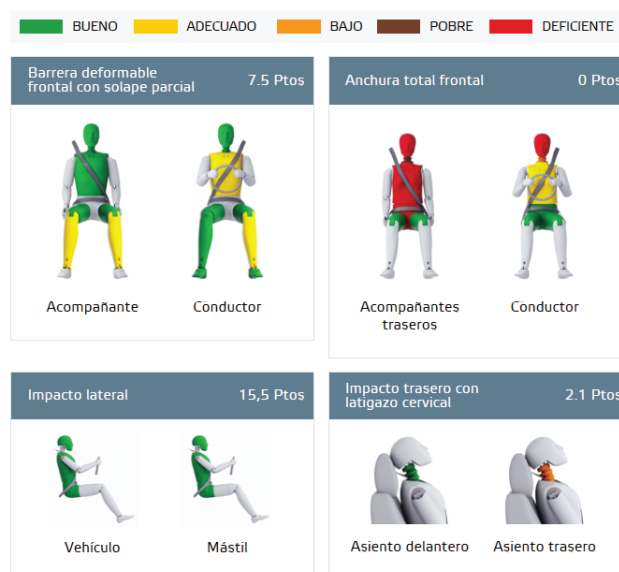 BUENO ADECUADO BAJO POBRE DEFICIENTE
Barrera deformable
frontal con solape parcial 7.5 Ptos
Anchura total frontal 0 Ptos
Acompañante Conductor
Acompañantes
traseros
Conductor
Impacto lateral 15,5 Ptos
Impacto trasero con
latigazo cervical 2.1 Ptos
Vehículo Mástil
Asiento delantero Asiento trasero